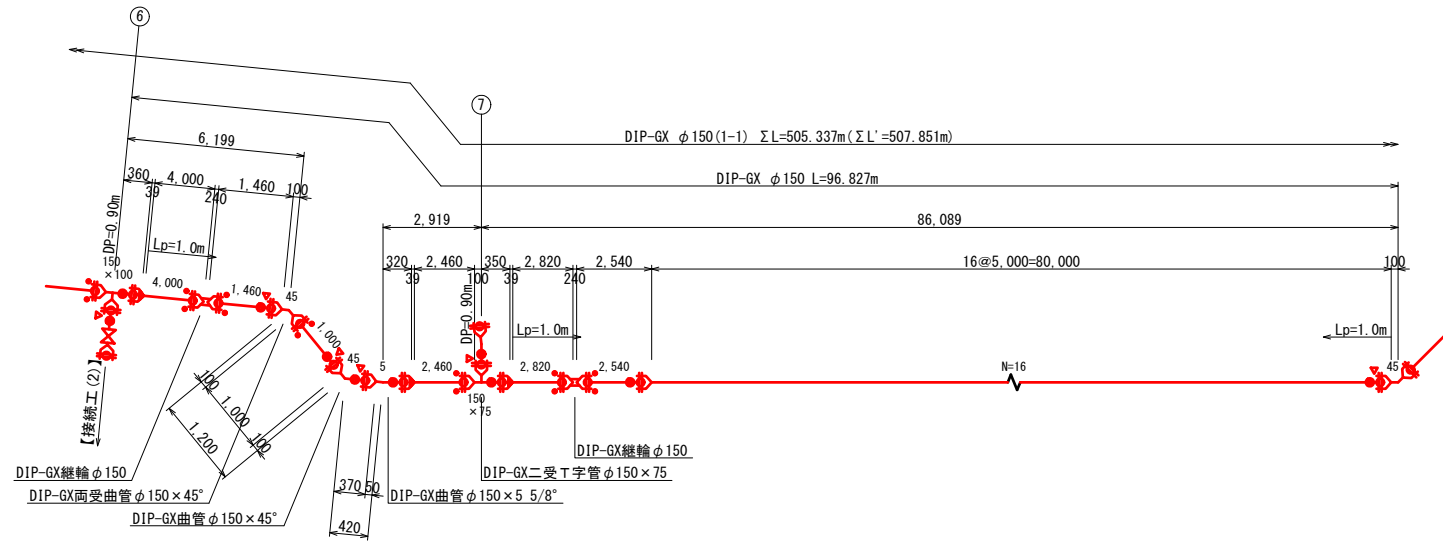 6
7
DIP-GX φ150(1-1) ΣL=505.337m(ΣL'=507.851m)
6,199
DIP-GX φ150 L=96.827m
360
4,000
1,460
100
39
240
2,919
86,089
DP=0.90m
Lp=1.0m
320
2,460
350
2,820
2,540
16@5,000=80,000
100
39
100
39
240
150
×100
4,000
1,460
45
DP=0.90m
Lp=1.0m
Lp=1.0m
1,000
45
5
2,460
2,820
2,540
N=16
45
150
×75
【接続工(2)】
100
1,000
100
1,200
DIP-GX継輪φ150
DIP-GX継輪φ150
DIP-GX二受T字管φ150×75
DIP-GX両受曲管φ150×45°
370
50
DIP-GX曲管φ150×5 5/8°
DIP-GX曲管φ150×45°
420